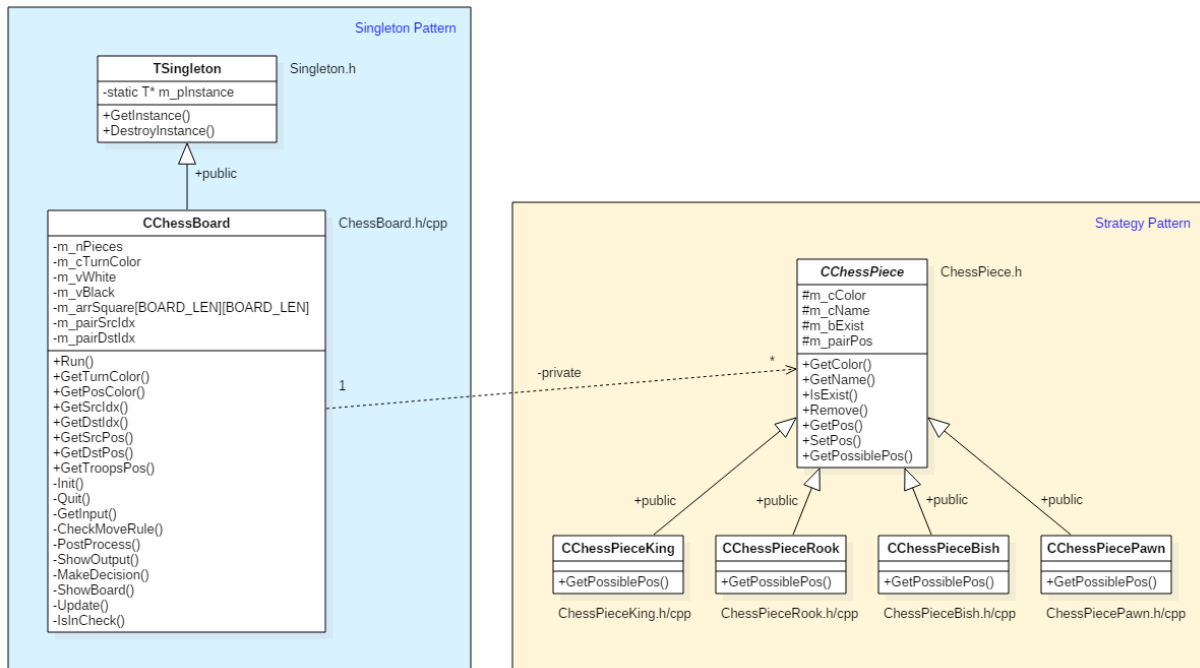 Singleton Pattern
TSingleton
Singleton.h
-static T* m_pInstance
+GetInstance()
+DestroyInstance()
+public
CChessBoard
ChessBoard.h/cpp
-m_nPieces
-m_cTurnColor
-m_vWhite
-m_vBlack
-m_arrSquare[BOARD_LEN][BOARD_LEN]
-m_pairSrcIdx
-m_pairDstIdx
+Run()
+GetTurnColor()
+GetPosColor()
+GetSrcIdx()
+GetDstIdx()
+GetSrcPos()
+GetDstPos()
+GetTroopsPos()
-Init()
-Quit()
-GetInput()
-CheckMoveRule()
-PostProcess()
-ShowOutput()
-MakeDecision()
-ShowBoard()
-Update()
-IsInCheck()
1
-private
*
Strategy Pattern
CChessPiece
ChessPiece.h
#m_cColor
#m_cName
#m_bExist
#m_pairPos
+GetColor()
+GetName()
+IsExist()
+Remove()
+GetPos()
+SetPos()
+GetPossiblePos()
+public
+public
+public
+public
CChessPieceKing
+GetPossiblePos()
ChessPieceKing.h/cpp
CChessPieceRook
+GetPossiblePos()
ChessPieceRook.h/cpp
CChessPieceBish
+GetPossiblePos()
ChessPieceBish.h/cpp
CChessPiecePawn
+GetPossiblePos()
ChessPiecePawn.h/cpp